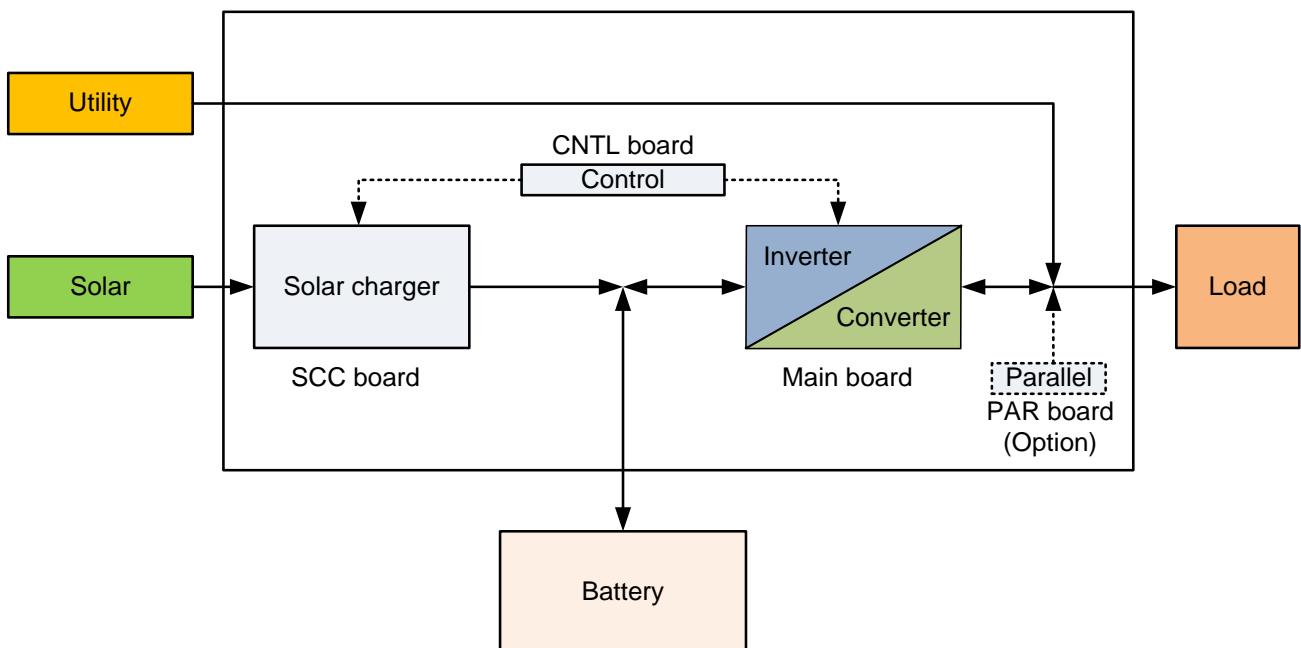 Utility
CNTL board
Control
Solar
Solar charger
SCC board
Inverter
Converter
Main board
Load
Parallel
PAR board
(Option)
Battery